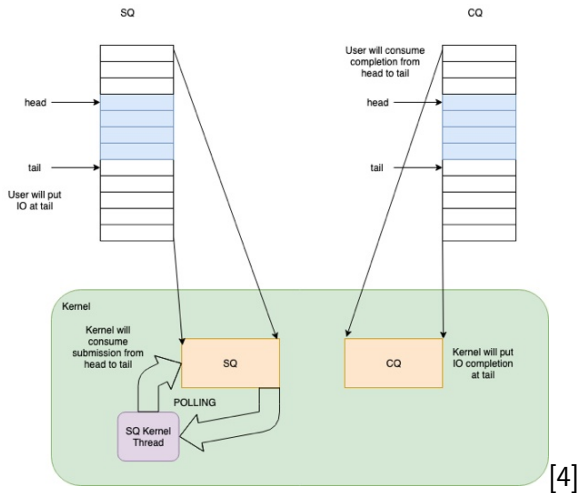 SQ
CQ
User will consume
completion from
head to tail
head
head
tail
tail
User will put
IO at tail
Kernel
Kernel will
consume
submission from
head to tail
SQ
CQ
Kernel will put
IO completion
at tail
POLLING
SQ Kernel
Thread
[4]